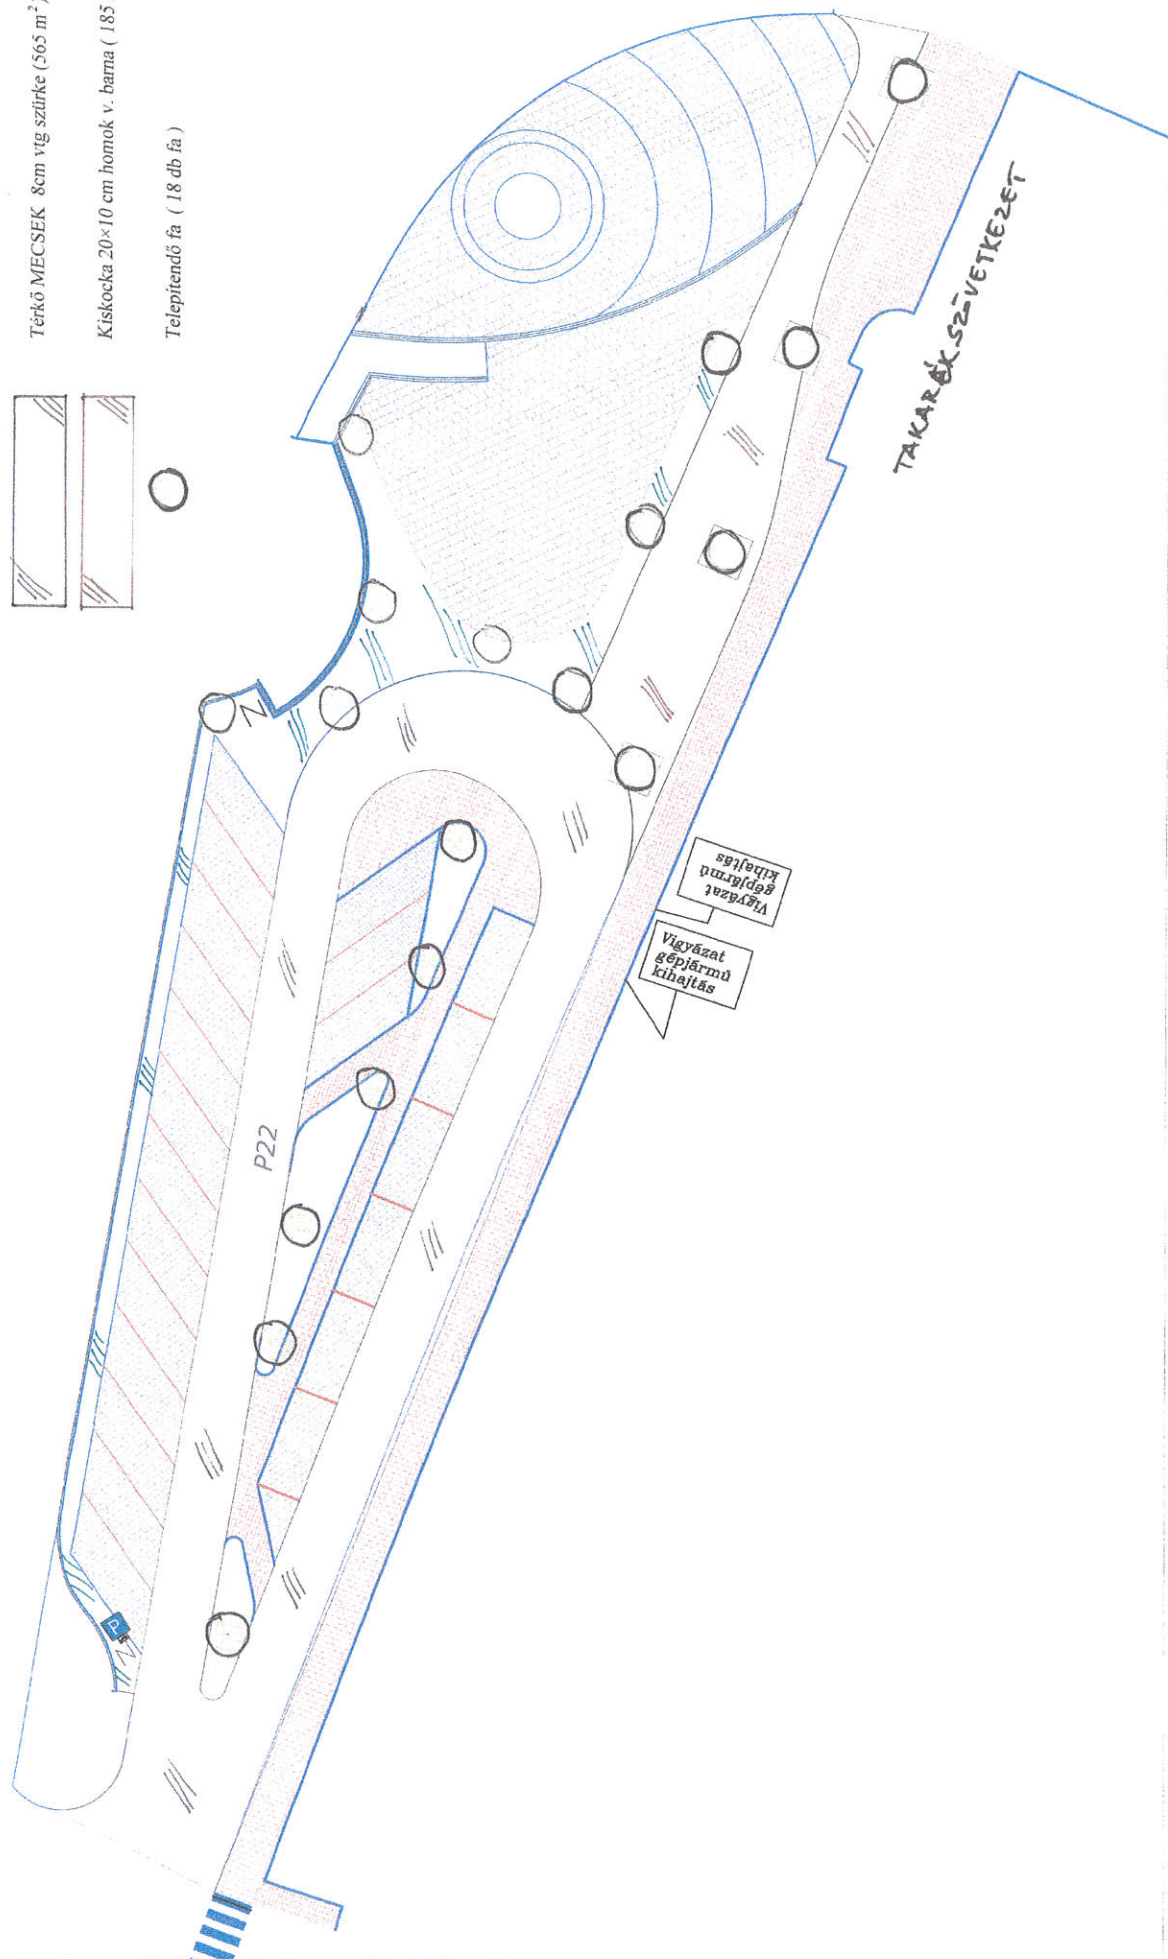 Térkő MECSEK 8cm vtg szürke (565 m²)
Kiskocka 20×10 cm homok v. barna ( 185
Telepítendő fa ( 18 db fa )
TAKARÉKSZÖVETKEZET
P22
P
Vigyázat
gépjármű
kihajtás
Vigyázat
gépjármű
kihajtás